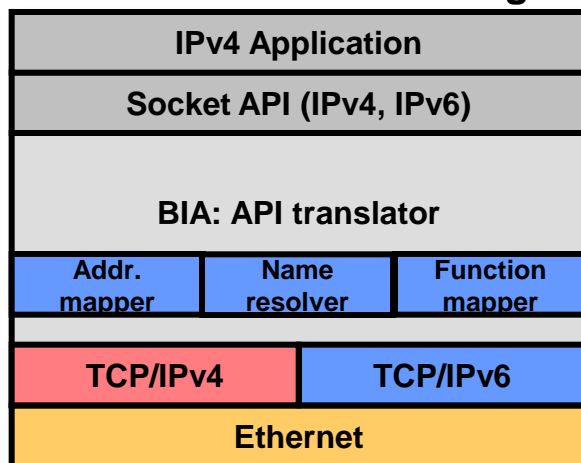 IPv4 Application
Socket API (IPv4, IPv6)
BIA: API translator
Addr. mapper
Name resolver
Function mapper
TCP/IPv4
TCP/IPv6
Ethernet